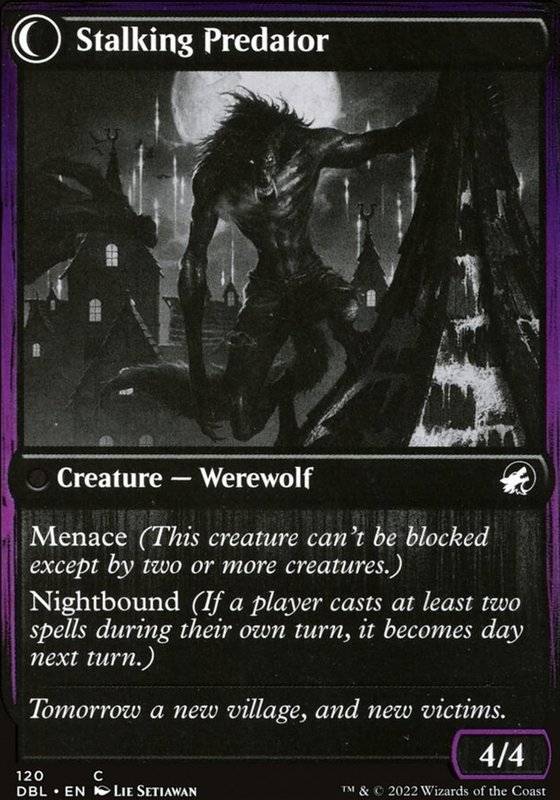 Stalking Predator
Creature — Werewolf
Menace (This creature can't be blocked
except by two or more creatures.)
Nightbound (If a player casts at least two
spells during their own turn, it becomes day
next turn.)
Tomorrow a new village, and new victims.
4/4
120 C
DBL • EN Lie Setiawan
™ & © 2022 Wizards of the Coast